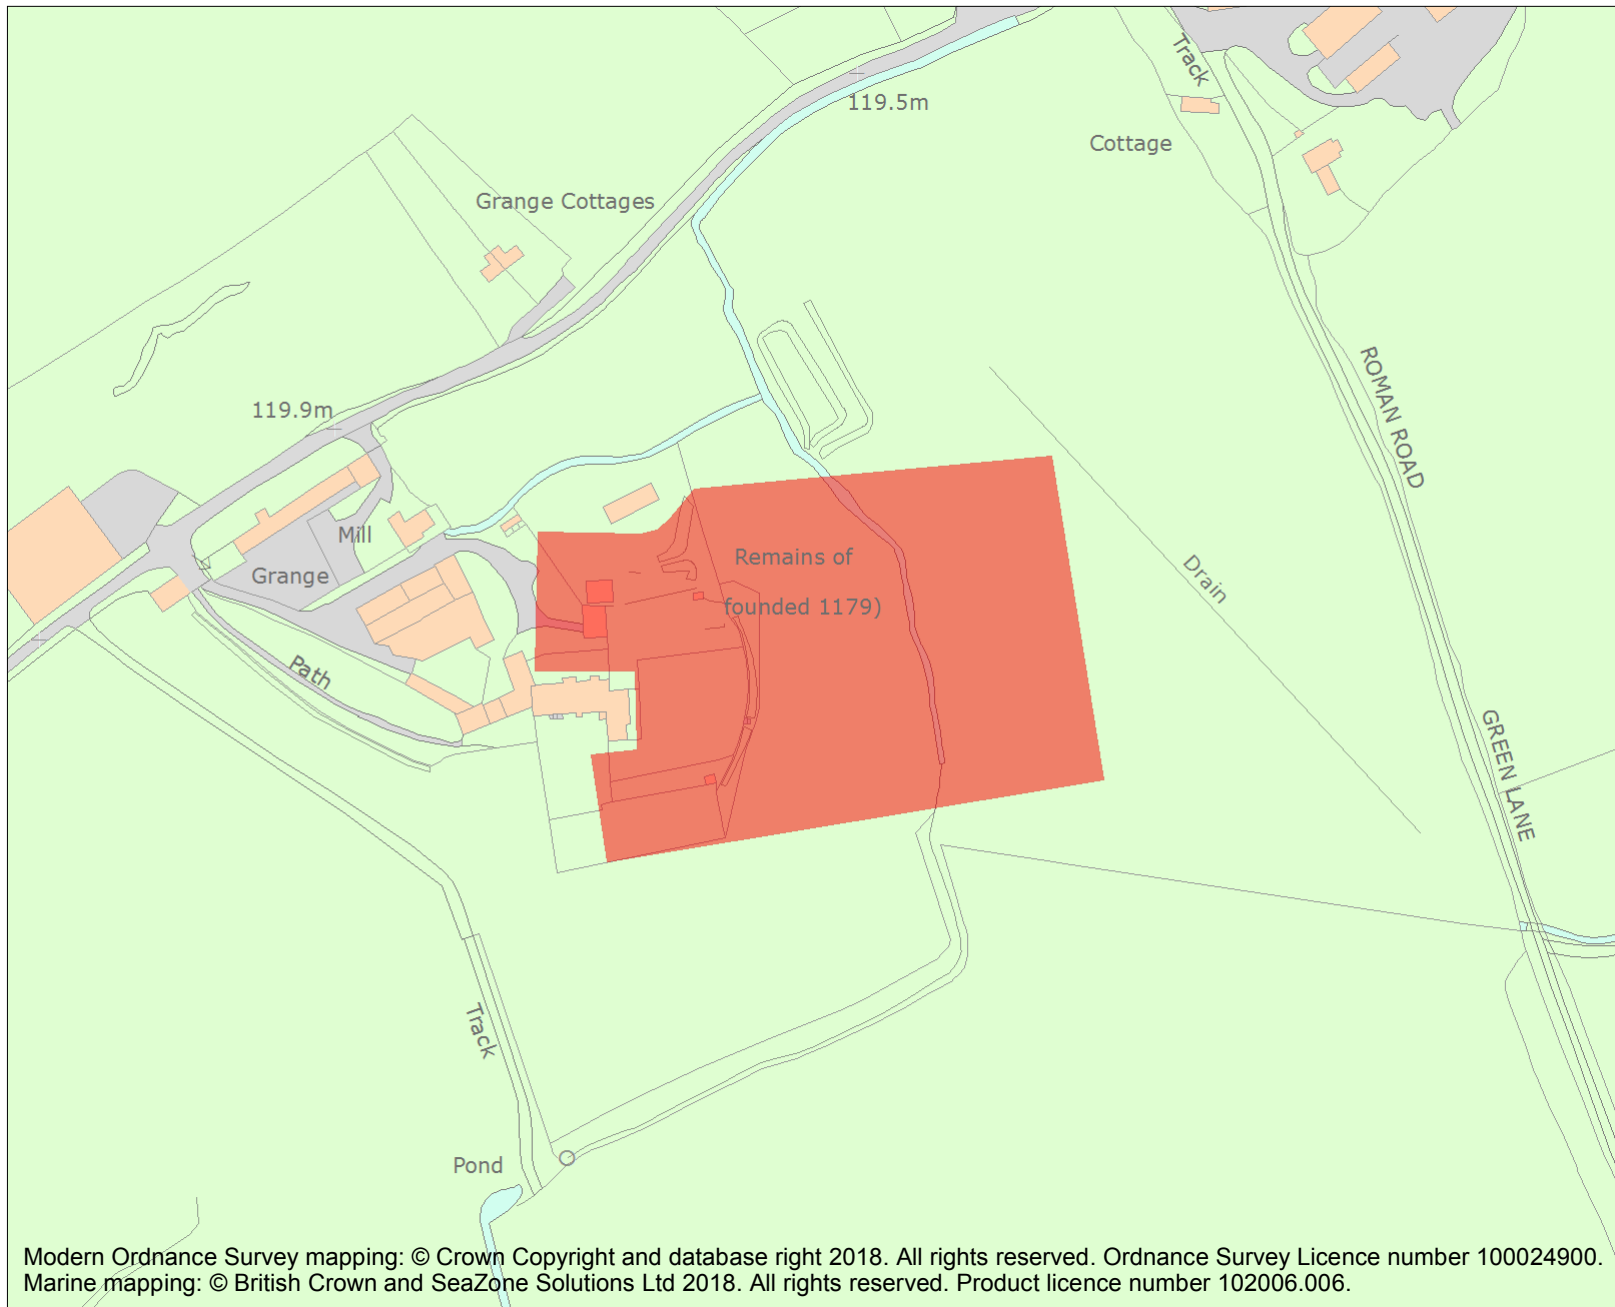 Track
119.5m
Cottage
Grange Cottages
ROMAN ROAD
119.9m
Mill
Remains of
Grange
Drain
founded 1179)
Path
GREEN LANE
Track
Pond
Modern Ordnance Survey mapping: © Crown Copyright and database right 2018. All rights reserved. Ordnance Survey Licence number 100024900.
Marine mapping: © British Crown and SeaZone Solutions Ltd 2018. All rights reserved. Product licence number 102006.006.